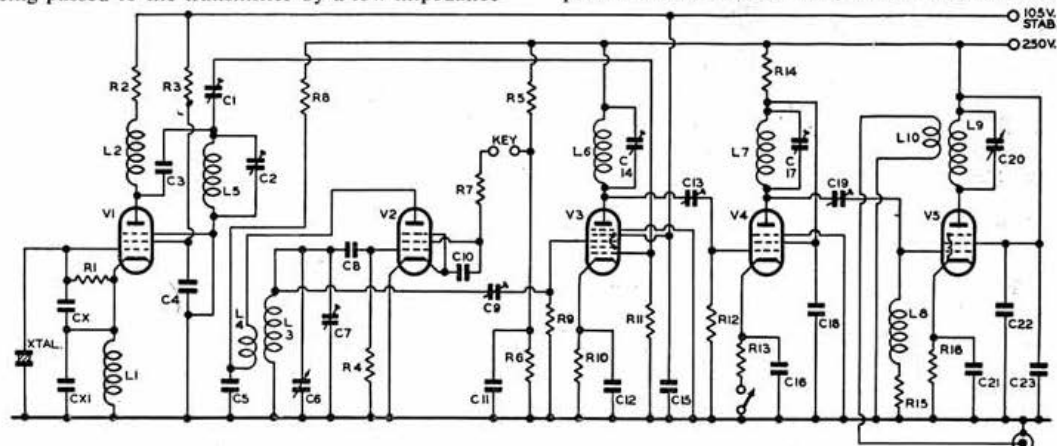 ing passed to the transmitter by a low impedance
105V. STAB.
250V.
R2
R3
C1
R8
R5
R14
L2
C3
L5
C2
KEY
L6
C14
L7
C17
L10
L9
C20
R7
V1
V2
V3
C13
V4
C19
V5
R1
C8
C10
CX
C4
C9
L4
L3
C7
R4
R9
R11
R12
C18
L8
C22
XTAL.
L1
R6
R10
R13
R16
CX1
C5
C6
C11
C12
C15
C16
R15
C21
C23